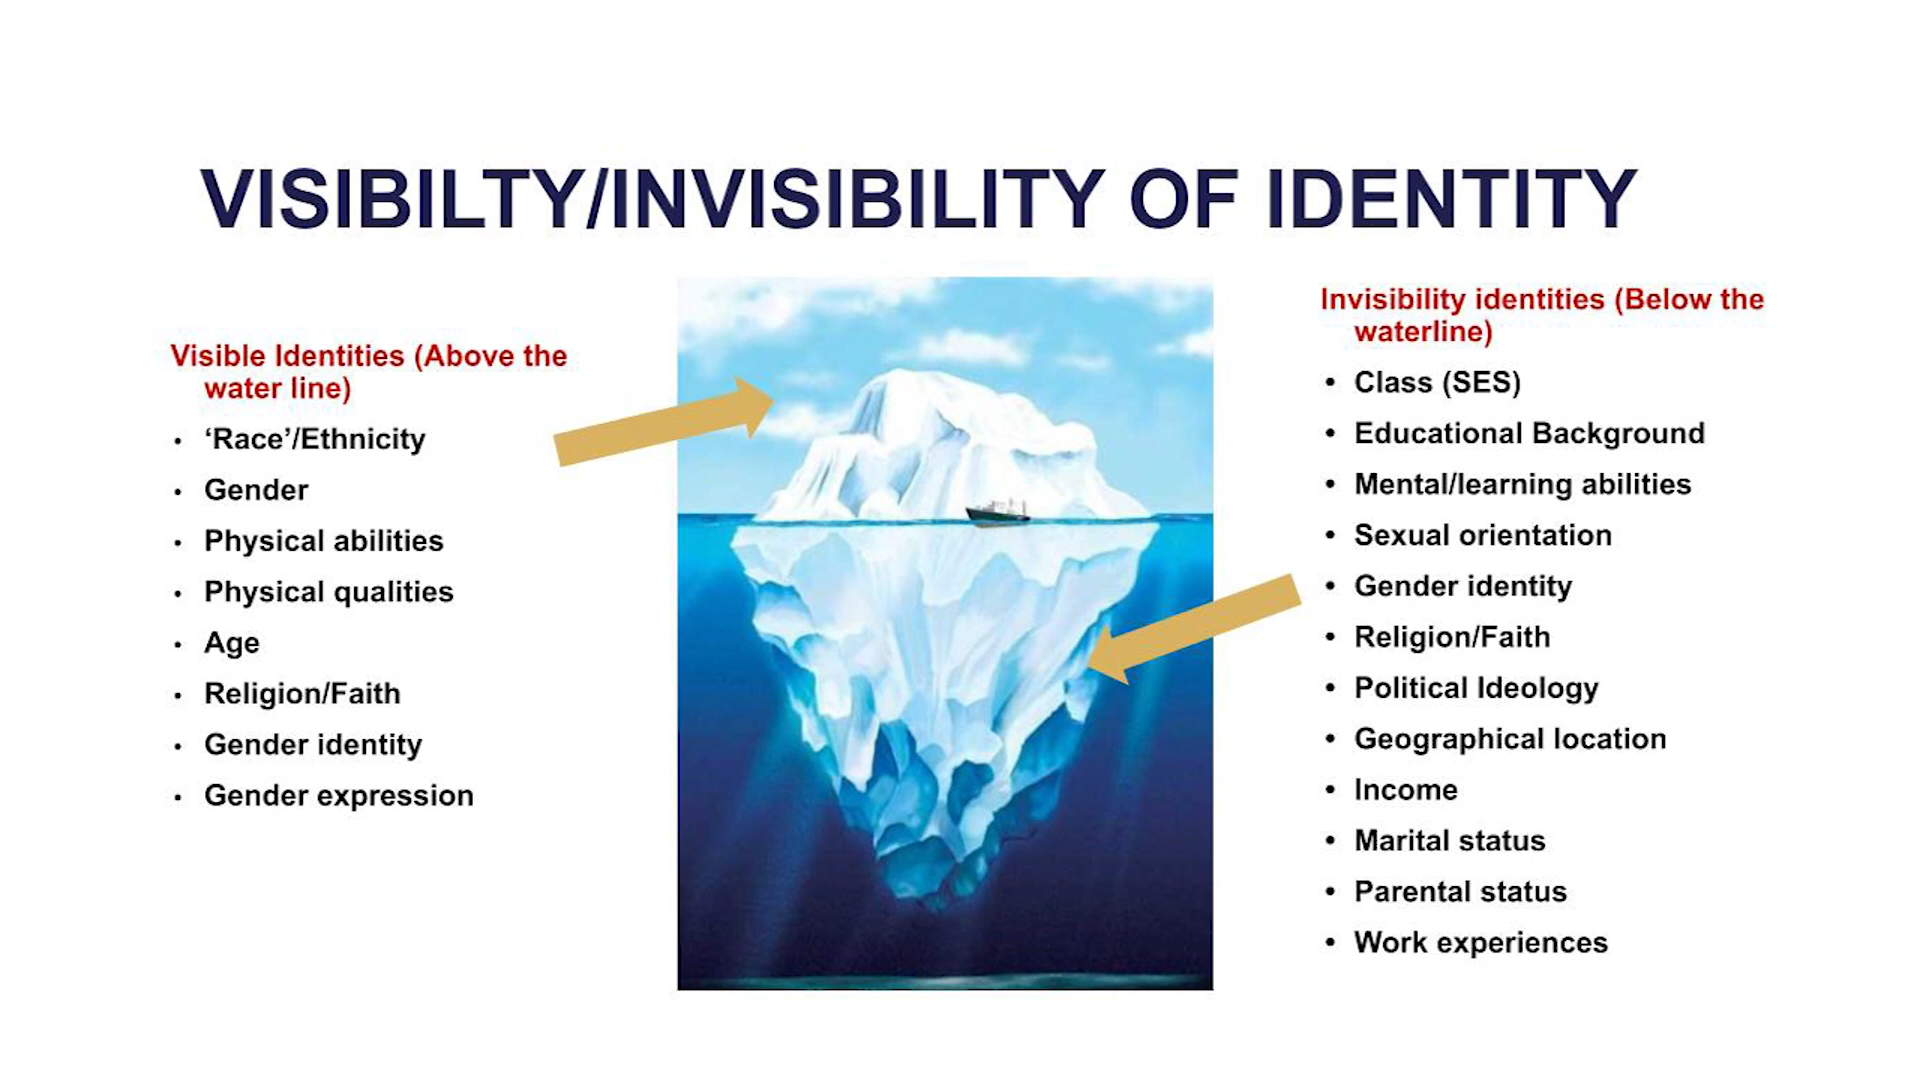 VISIBILTY/INVISIBILITY OF IDENTITY
Visible Identities (Above the
water line)
• ‘Race’/Ethnicity
• Gender
• Physical abilities
• Physical qualities
• Age
• Religion/Faith
• Gender identity
• Gender expression
Invisibility identities (Below the
waterline)
• Class (SES)
• Educational Background
• Mental/learning abilities
• Sexual orientation
• Gender identity
• Religion/Faith
• Political Ideology
• Geographical location
• Income
• Marital status
• Parental status
• Work experiences